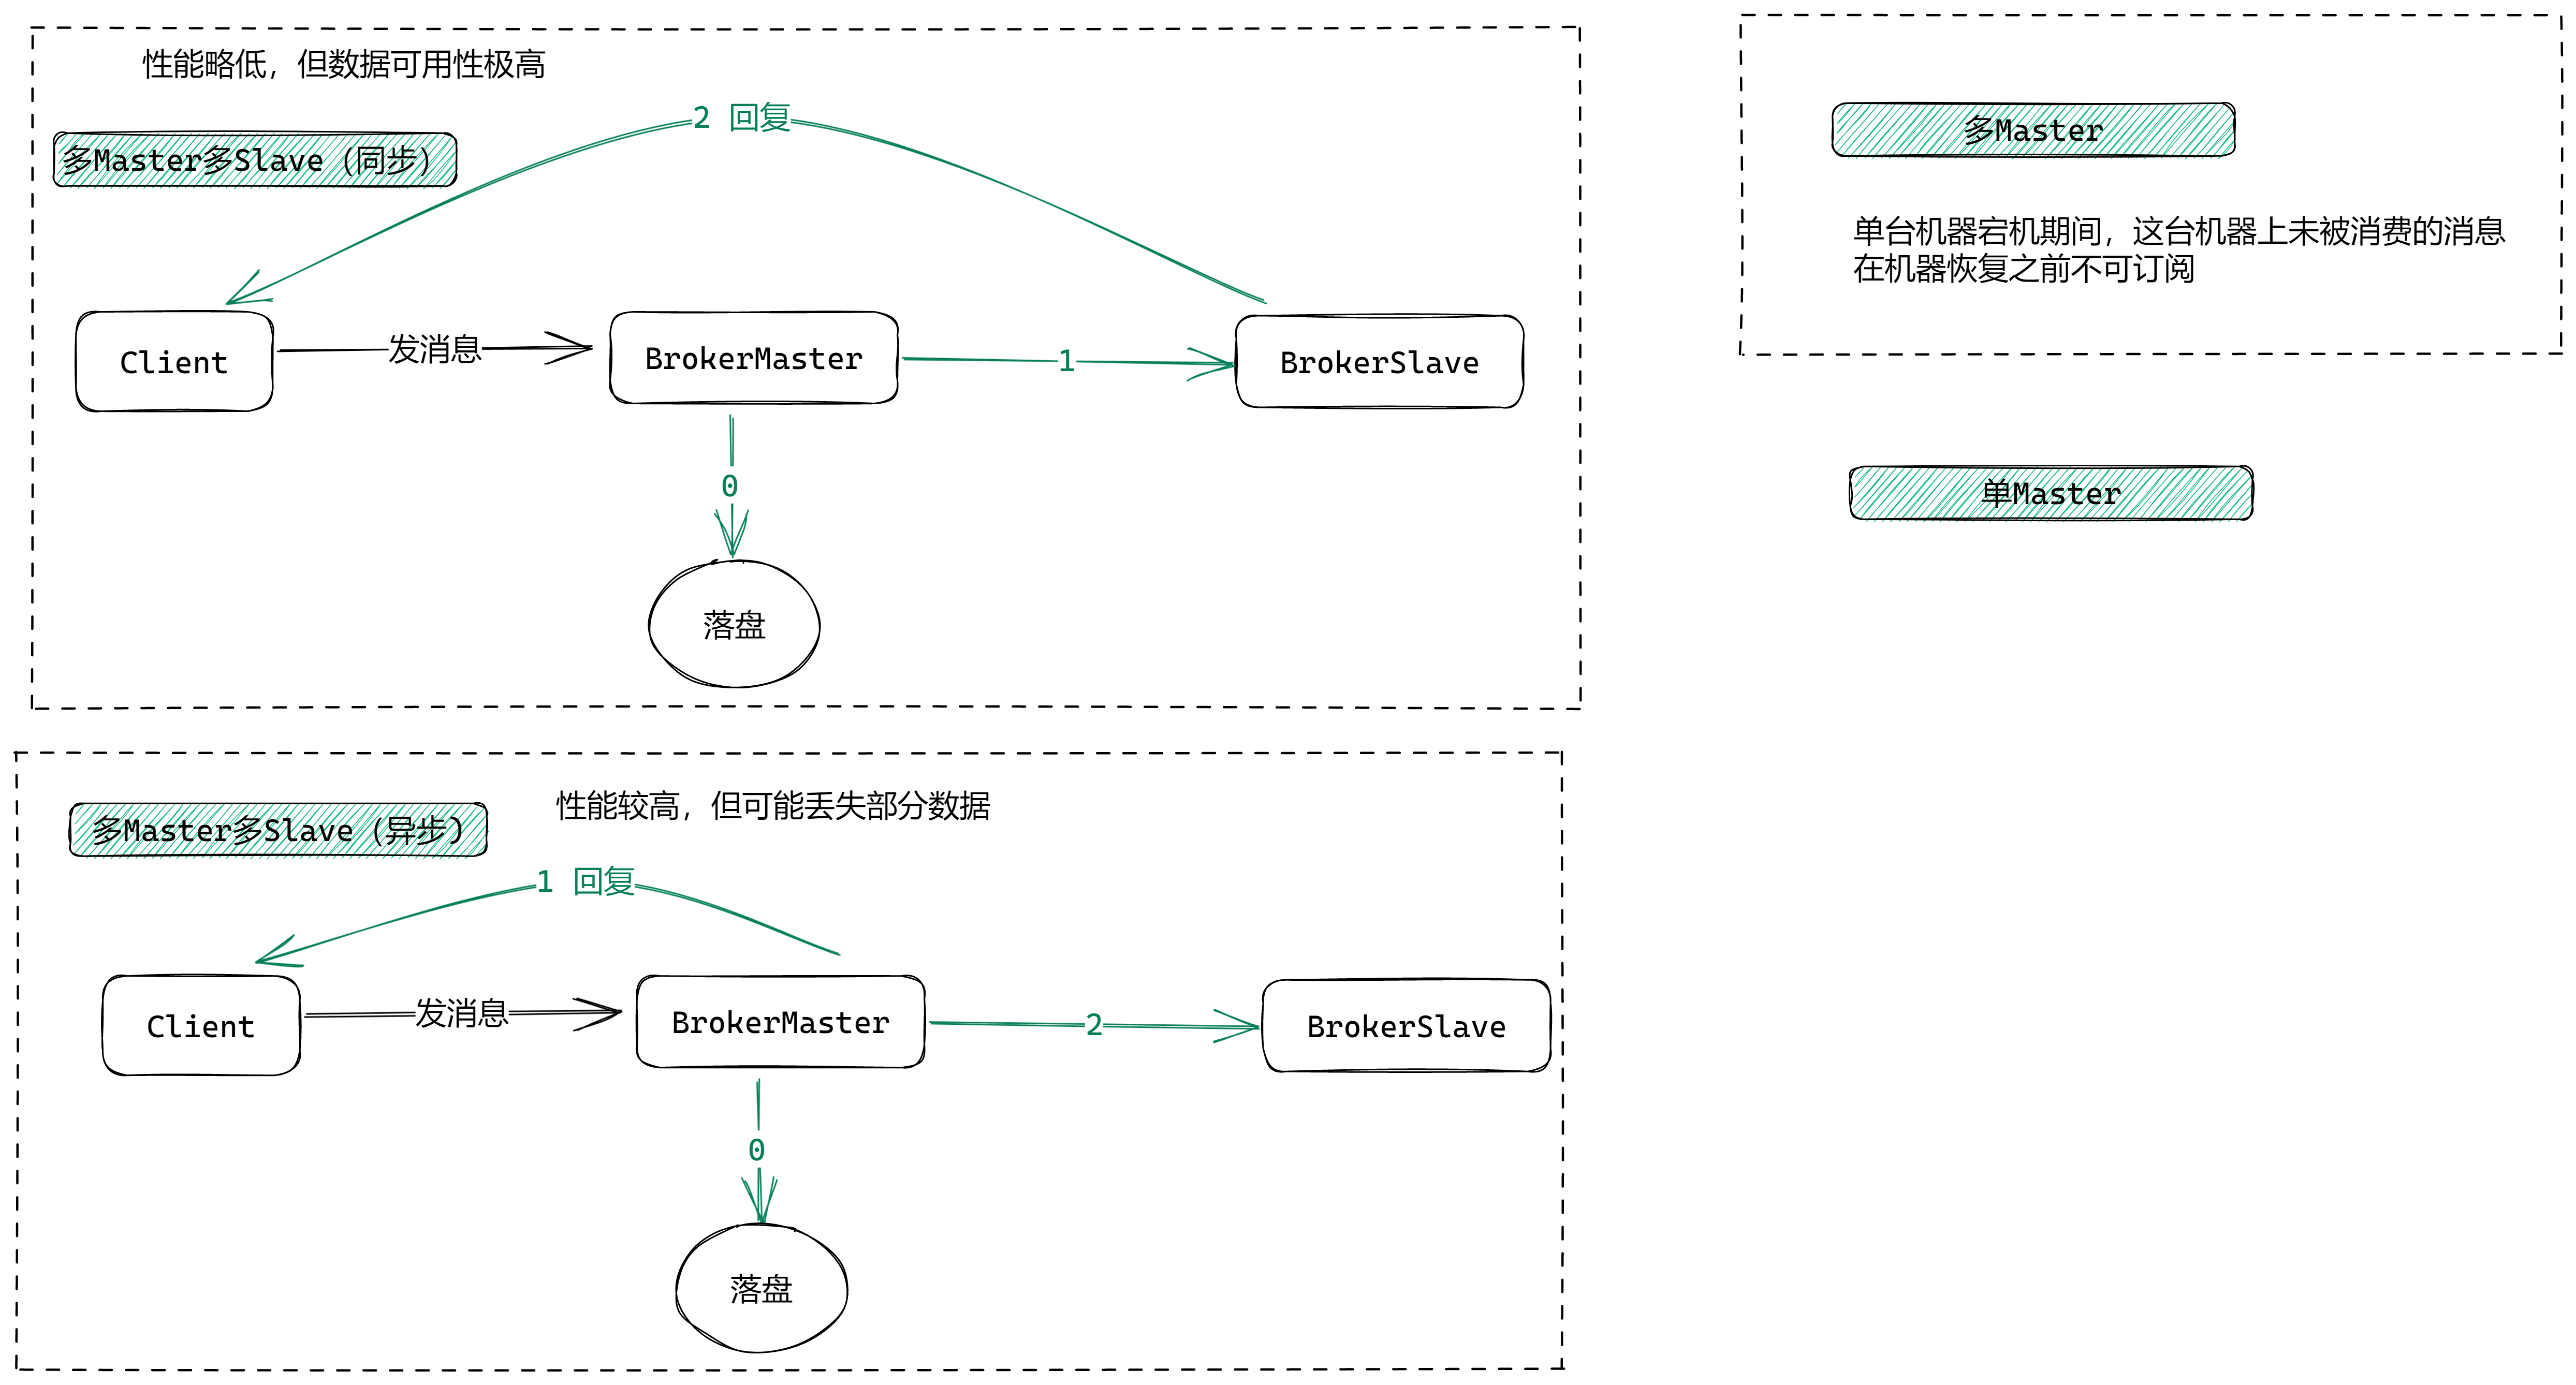 性能略低，但数据可用性极高
多Master多Slave（同步）
2 回复
Client
发消息
BrokerMaster
1
BrokerSlave
0
落盘
多Master
单台机器宕机期间，这台机器上未被消费的消息
在机器恢复之前不可订阅
单Master
性能较高，但可能丢失部分数据
多Master多Slave（异步）
1 回复
Client
发消息
BrokerMaster
2
BrokerSlave
0
落盘